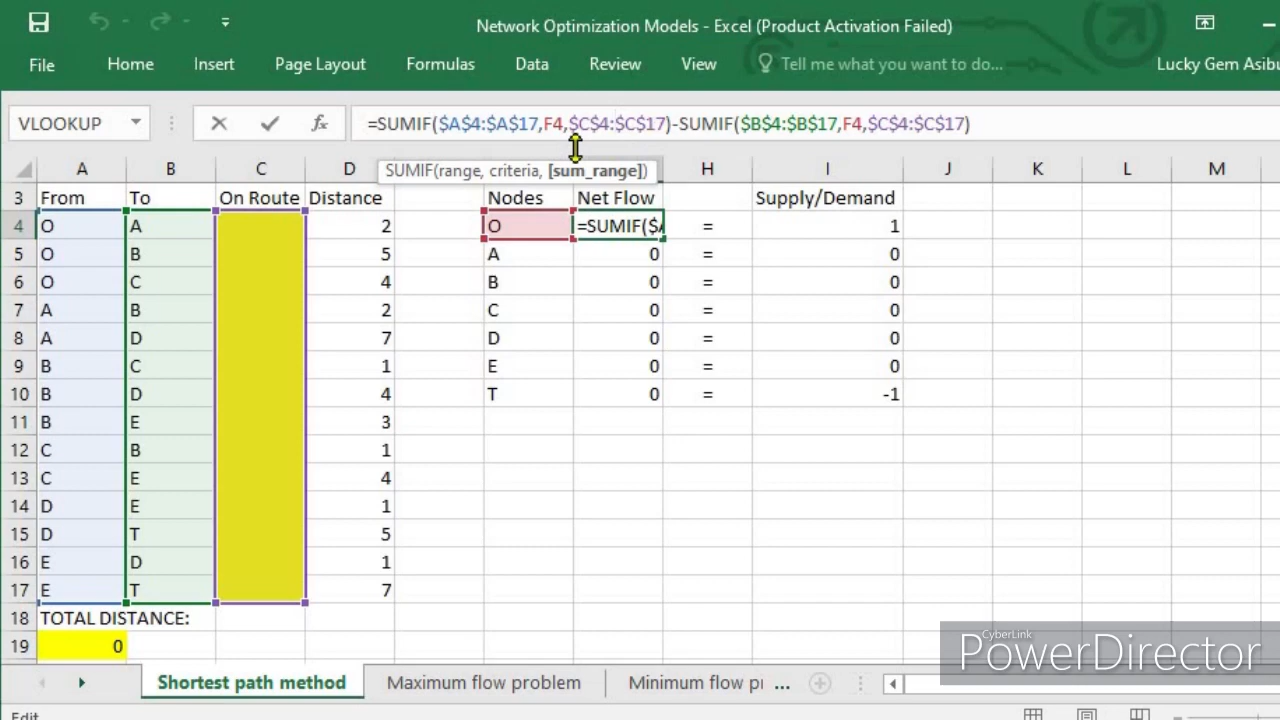 Network Optimization Models - Excel (Product Activation Failed)
File Home Insert Page Layout Formulas Data Review View Tell me what you want to do... Lucky Gem Asibu
VLOOKUP fx =SUMIF($A$4:$A$17,F4,$C$4:$C$17)-SUMIF($B$4:$B$17,F4,$C$4:$C$17)
A B C D H I J K L M
SUMIF(range, criteria, [sum_range])
3 From To On Route Distance Nodes Net Flow Supply/Demand
4 O A 2 O =SUMIF($A = 1
5 O B 5 A 0 = 0
6 O C 4 B 0 = 0
7 A B 2 C 0 = 0
8 A D 7 D 0 = 0
9 B C 1 E 0 = 0
10 B D 4 T 0 = -1
11 B E 3
12 C B 1
13 C E 4
14 D E 1
15 D T 5
16 E D 1
17 E T 7
18 TOTAL DISTANCE:
19 0
CyberLink
PowerDirector
Shortest path method Maximum flow problem Minimum flow pr ...
Edit